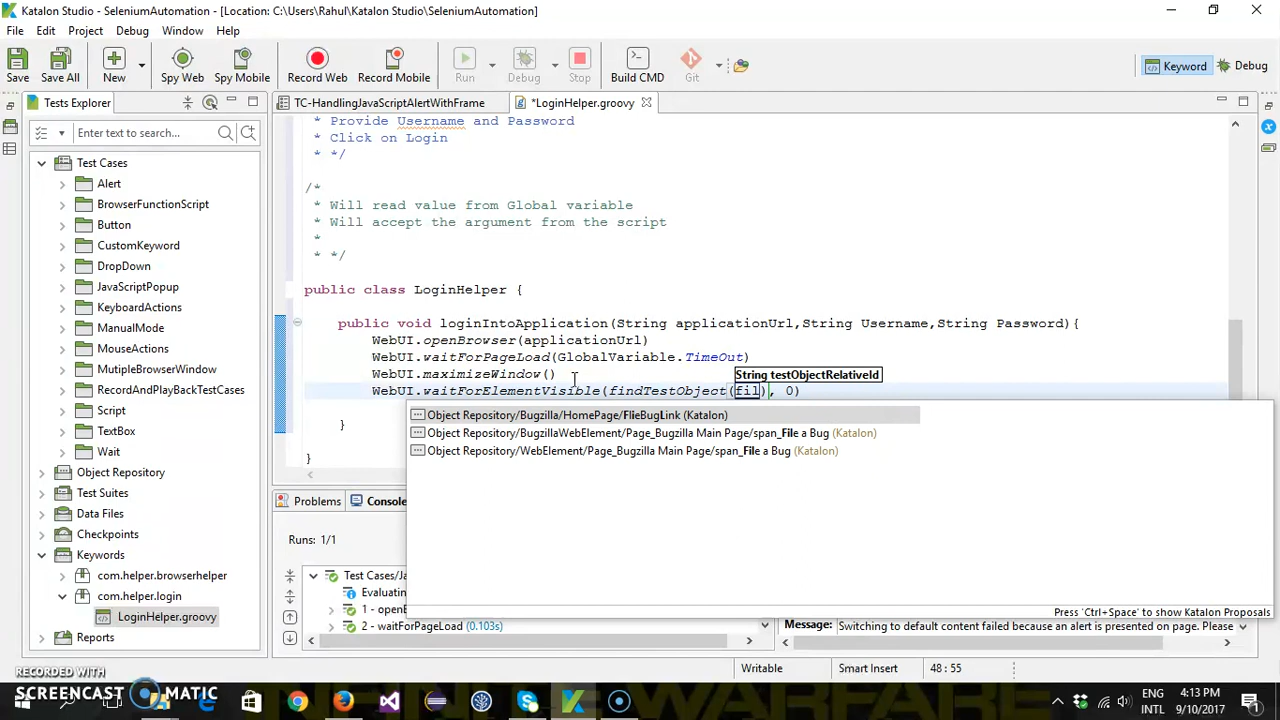 Katalon Studio - SeleniumAutomation - [Location: C:\Users\Rahul\Katalon Studio\SeleniumAutomation]
File Edit Project Debug Window Help
Save Save All New Spy Web Spy Mobile Record Web Record Mobile Run Debug Stop Build CMD Git Keyword Debug
Tests Explorer
TC-HandlingJavaScriptAlertWithFrame *LoginHelper.groovy
Enter text to search...
Test Cases
Alert
BrowserFunctionScript
Button
CustomKeyword
DropDown
JavaScriptPopup
KeyboardActions
ManualMode
MouseActions
MutipleBrowserTest
RecordAndPlayBackTestCases
Script
TextBox
Wait
Object Repository
Test Suites
Data Files
Checkpoints
Keywords
com.helper.browserhelper
com.helper.login
LoginHelper.groovy
Reports
* Provide Username and Password
* Click on Login
* */
/*
* Will read value from Global variable
* Will accept the argument from the script
*
* */
public class LoginHelper {
public void loginIntoApplication(String applicationUrl,String Username,String Password){
WebUI.openBrowser(applicationUrl)
WebUI.waitForPageLoad(GlobalVariable.TimeOut)
WebUI.maximizeWindow()
String testObjectRelativeId
WebUI.waitForElementVisible(findTestObject(fil), 0)
}
}
Object Repository/Bugzilla/HomePage/FlieBugLink (Katalon)
Object Repository/BugzillaWebElement/Page_Bugzilla Main Page/span_File a Bug (Katalon)
Object Repository/WebElement/Page_Bugzilla Main Page/span_File a Bug (Katalon)
Press 'Ctrl+Space' to show Katalon Proposals
Problems Console
Runs: 1/1
Test Cases/Ja
Evaluatin
1 - openB
2 - waitForPageLoad (0.103s)
Message: Switching to default content failed because an alert is presented on page. Please
Writable Smart Insert 48 : 55
RECORDED WITH
SCREENCAST MATIC
ENG
INTL
4:13 PM
9/10/2017